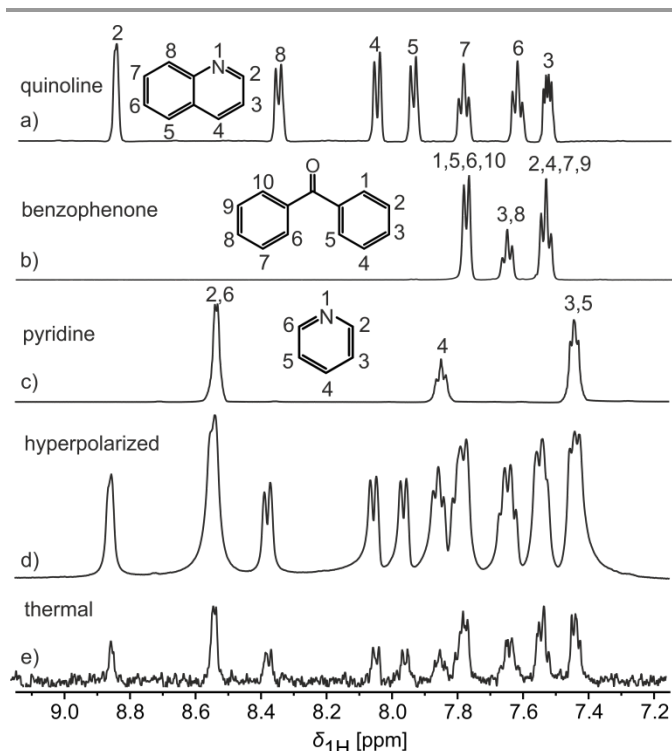 2
8
4
5
7
6
3
quinoline
8
N
1
7
2
6
3
5
4
a)
1,5,6,10
2,4,7,9
3,8
benzophenone
O
10
1
9
2
8
6
5
3
7
4
b)
2,6
4
3,5
pyridine
1
N
6
2
5
3
4
c)
hyperpolarized
d)
thermal
e)
9.0 8.8 8.6 8.4 8.2 8.0 7.8 7.6 7.4 7.2
δ1H [ppm]